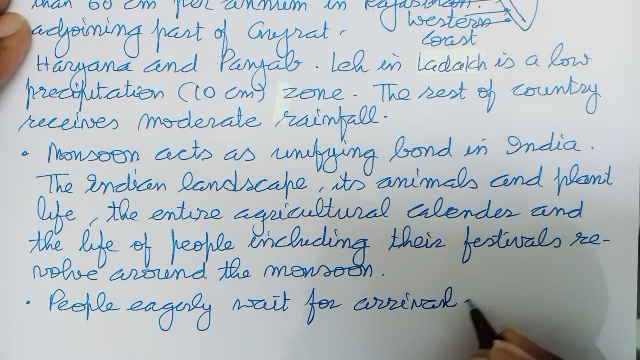 than 60 cm per annum in Rajasthan
Western
Coast
adjoining part of Gujrat.
Haryana and Panjab. Leh in Ladakh is a low
precipitation (10 cm) zone. The rest of country
receives moderate rainfall.
• Monsoon acts as unifying bond in India.
The Indian landscape, its animals and plant
life, the entire agricultural calender and
the life of people including their festivals re-
volve around the monsoon.
• People eagerly wait for arrival